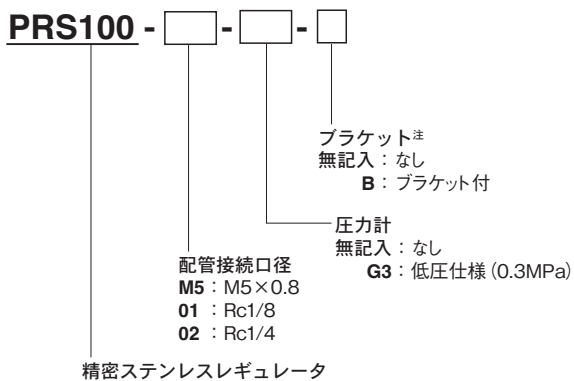 PRS100 - - -
ブラケット注
無記入：なし
B：ブラケット付
圧力計
無記入：なし
G3：低圧仕様（0.3MPa）
配管接続口径
M5：M5×0.8
01：Rc1/8
02：Rc1/4
精密ステンレスレギュレータ